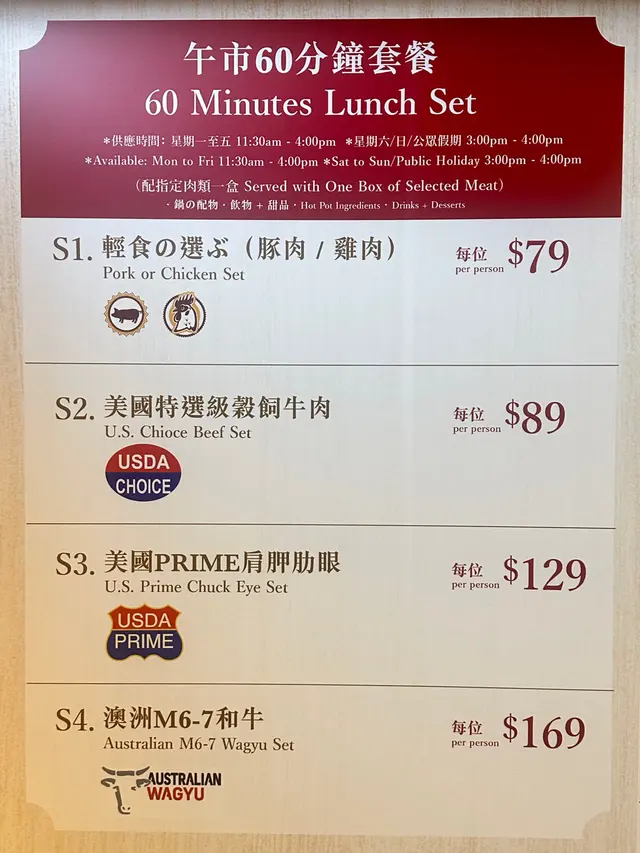 午市60分鐘套餐
60 Minutes Lunch Set
*供應時間：星期一至五 11:30am - 4:00pm *星期六/日/公眾假期 3:00pm - 4:00pm
*Available: Mon to Fri 11:30am - 4:00pm *Sat to Sun/Public Holiday 3:00pm - 4:00pm
（配指定肉類一盒 Served with One Box of Selected Meat）
· 鍋の配物 · 飲物 + 甜品 · Hot Pot Ingredients · Drinks + Desserts
S1. 輕食の選ぶ（豚肉 / 雞肉） 每位 $79
Pork or Chicken Set per person
S2. 美國特選級穀飼牛肉 每位 $89
U.S. Chioce Beef Set per person
USDA
CHOICE
S3. 美國PRIME肩胛肋眼 每位 $129
U.S. Prime Chuck Eye Set per person
USDA
PRIME
S4. 澳洲M6-7和牛 每位 $169
Australian M6-7 Wagyu Set per person
AUSTRALIAN
WAGYU